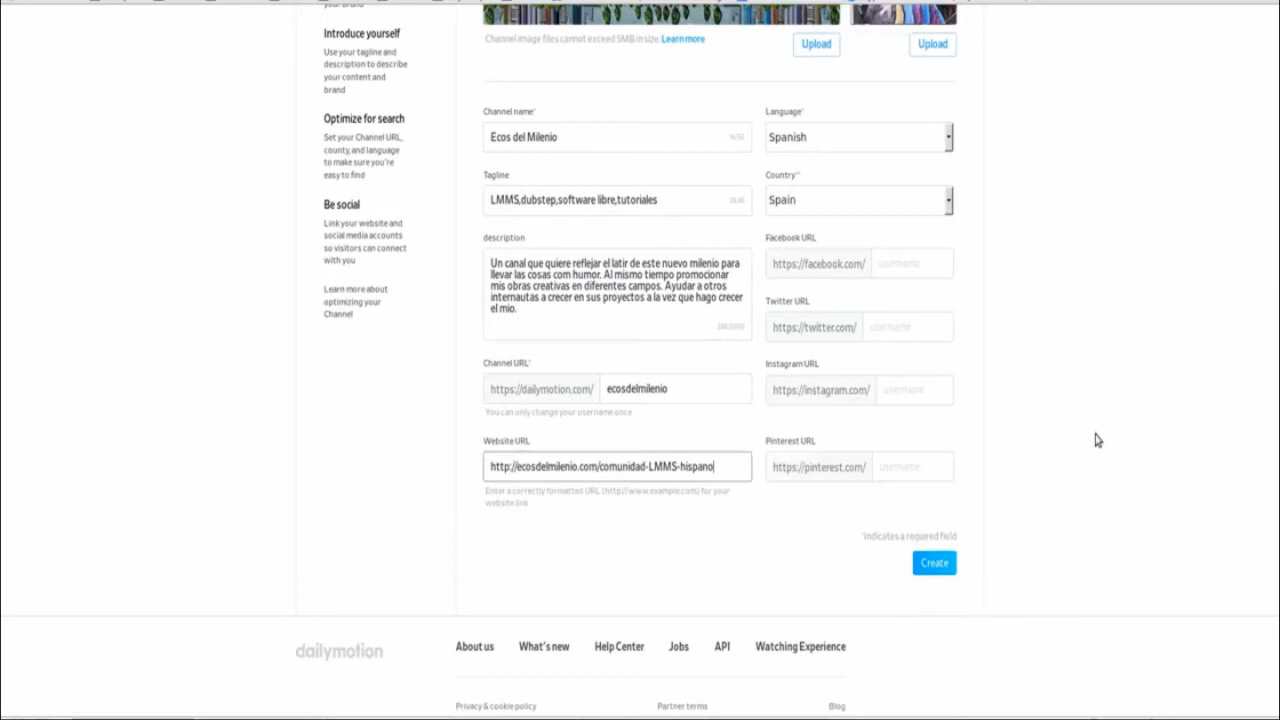 your brand
Introduce yourself
Use your tagline and
description to describe
your content and
brand
Optimize for search
Set your Channel URL,
county, and language
to make sure you're
easy to find
Be social
Link your website and
social media accounts
so visitors can connect
with you
Learn more about
optimizing your
Channel
Channel image files cannot exceed 5MB in size. Learn more
Upload
Upload
Channel name*
Ecos del Milenio
Language*
Spanish
Tagline
LMMS,dubstep,software libre,tutoriales
Country**
Spain
description
Un canal que quiere reflejar el latir de este nuevo milenio para
llevar las cosas com humor. Al mismo tiempo promocionar
mis obras creativas en diferentes campos. Ayudar a otros
internautas a crecer en sus proyectos a la vez que hago crecer
el mio.
Facebook URL
https://facebook.com/ username
Twitter URL
https://twitter.com/ username
Channel URL*
https://dailymotion.com/ ecosdelmilenio
You can only change your username once
Instagram URL
https://instagram.com/ username
Website URL
http://ecosdelmilenio.com/comunidad-LMMS-hispano
Enter a correctly formatted URL (http://www.example.com) for your
website link
Pinterest URL
https://pinterest.com/ username
*Indicates a required field
Create
dailymotion
About us What's new Help Center Jobs API Watching Experience
Privacy & cookie policy Partner terms Blog